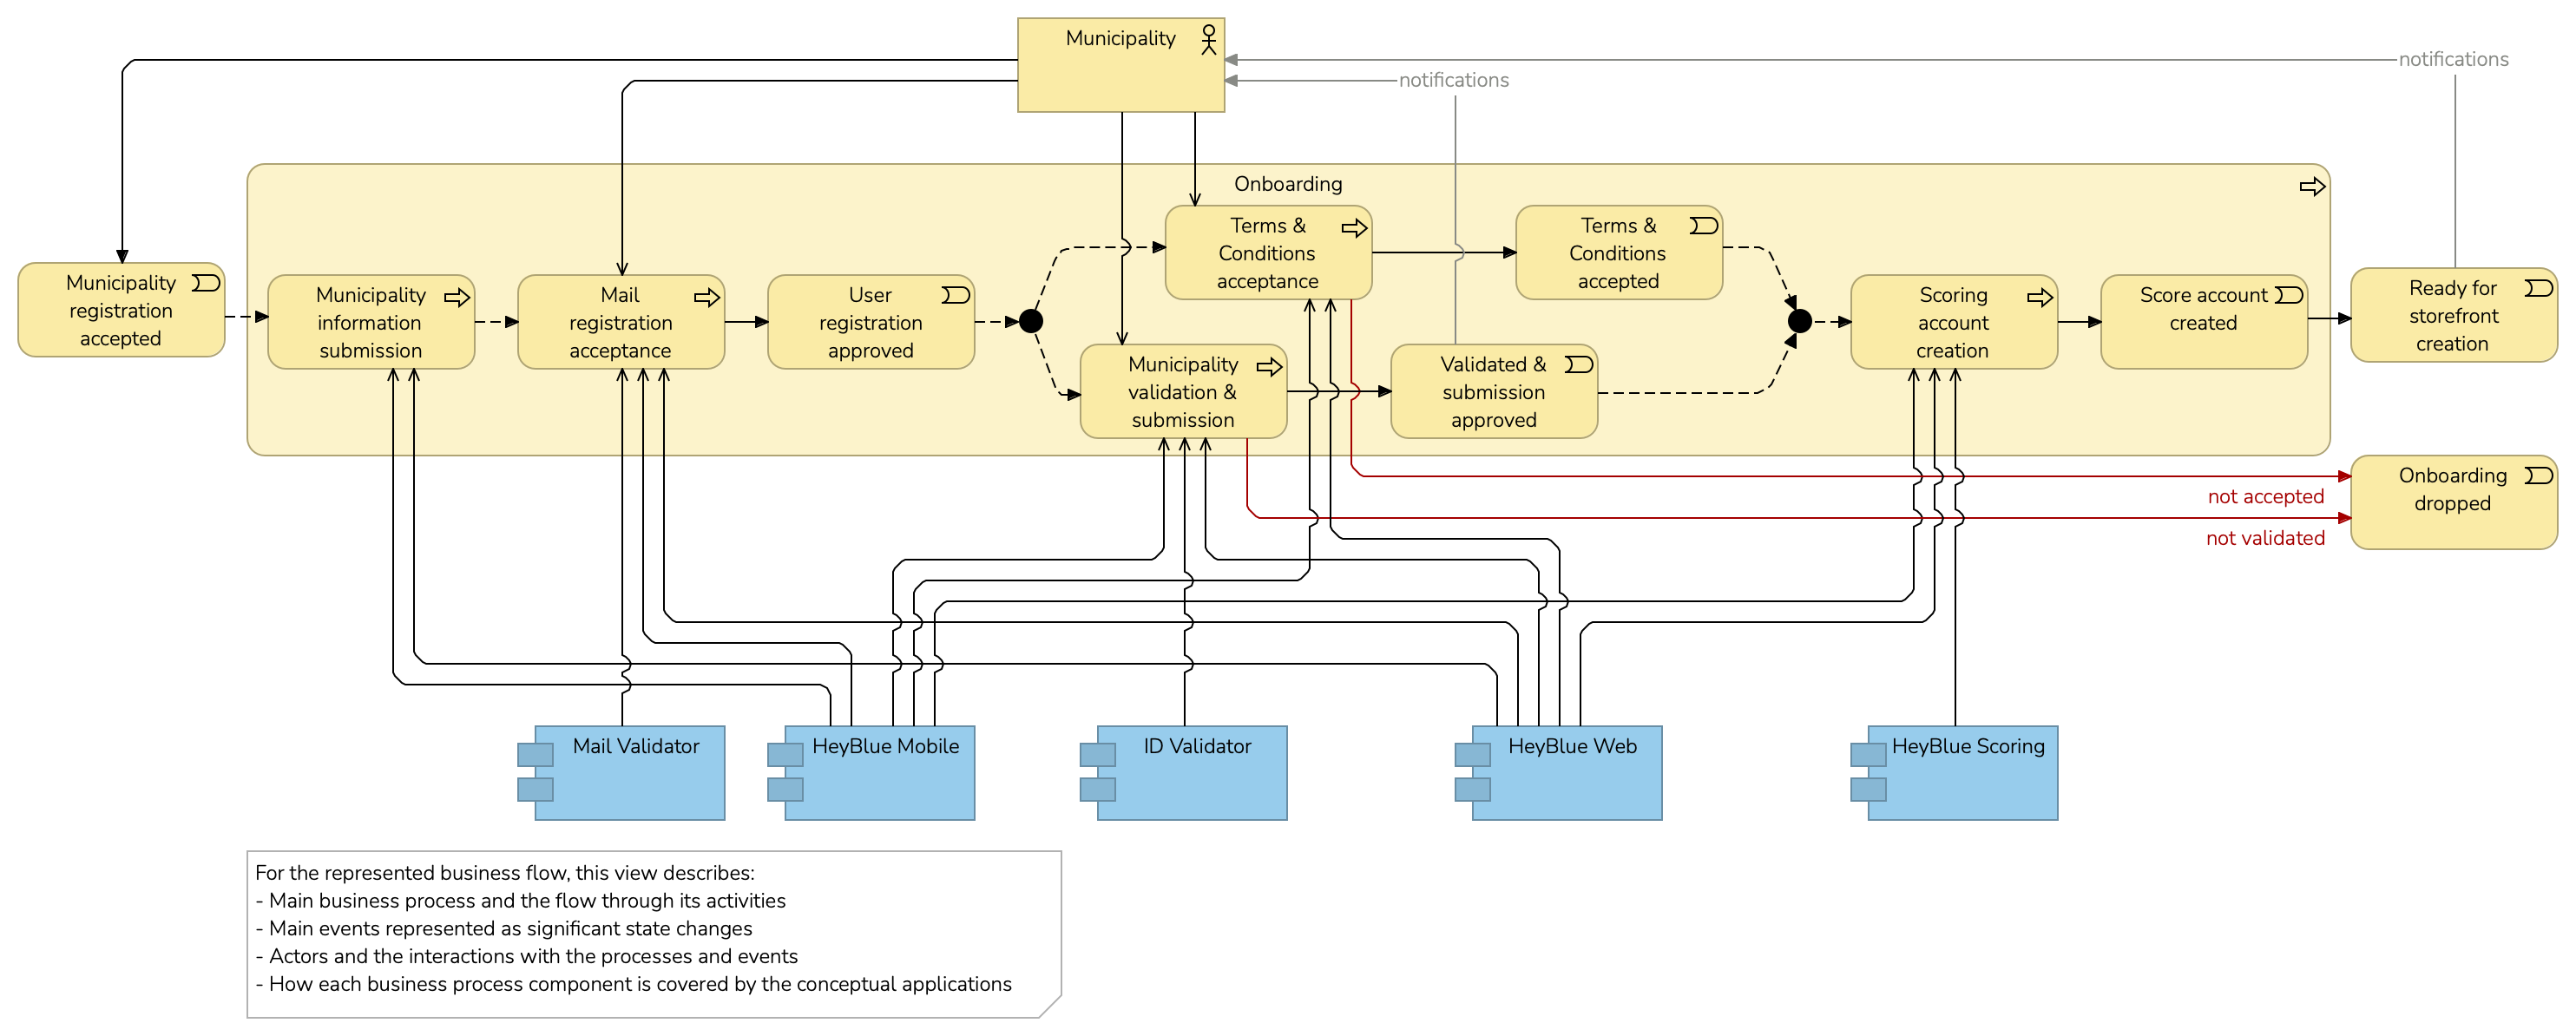 Municipality
notifications
notifications
Onboarding
Municipality
registration
accepted
Municipality
information
submission
Mail
registration
acceptance
User
registration
approved
Terms &
Conditions
acceptance
Terms &
Conditions
accepted
Municipality
validation &
submission
Validated &
submission
approved
Scoring
account
creation
Score account
created
Ready for
storefront
creation
Onboarding
dropped
not accepted
not validated
Mail Validator
HeyBlue Mobile
ID Validator
HeyBlue Web
HeyBlue Scoring
For the represented business flow, this view describes:
- Main business process and the flow through its activities
- Main events represented as significant state changes
- Actors and the interactions with the processes and events
- How each business process component is covered by the conceptual applications